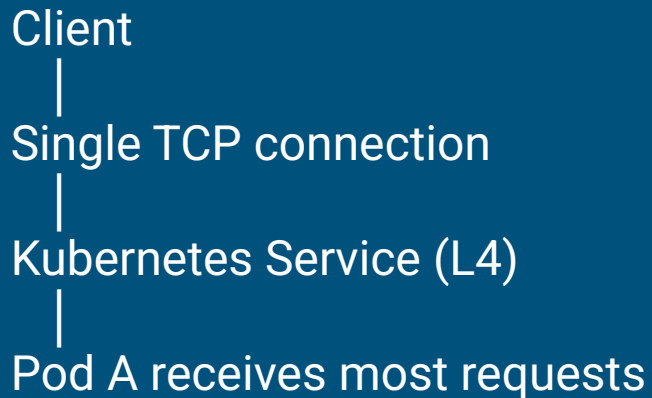 Client
|
Single TCP connection
|
Kubernetes Service (L4)
|
Pod A receives most requests